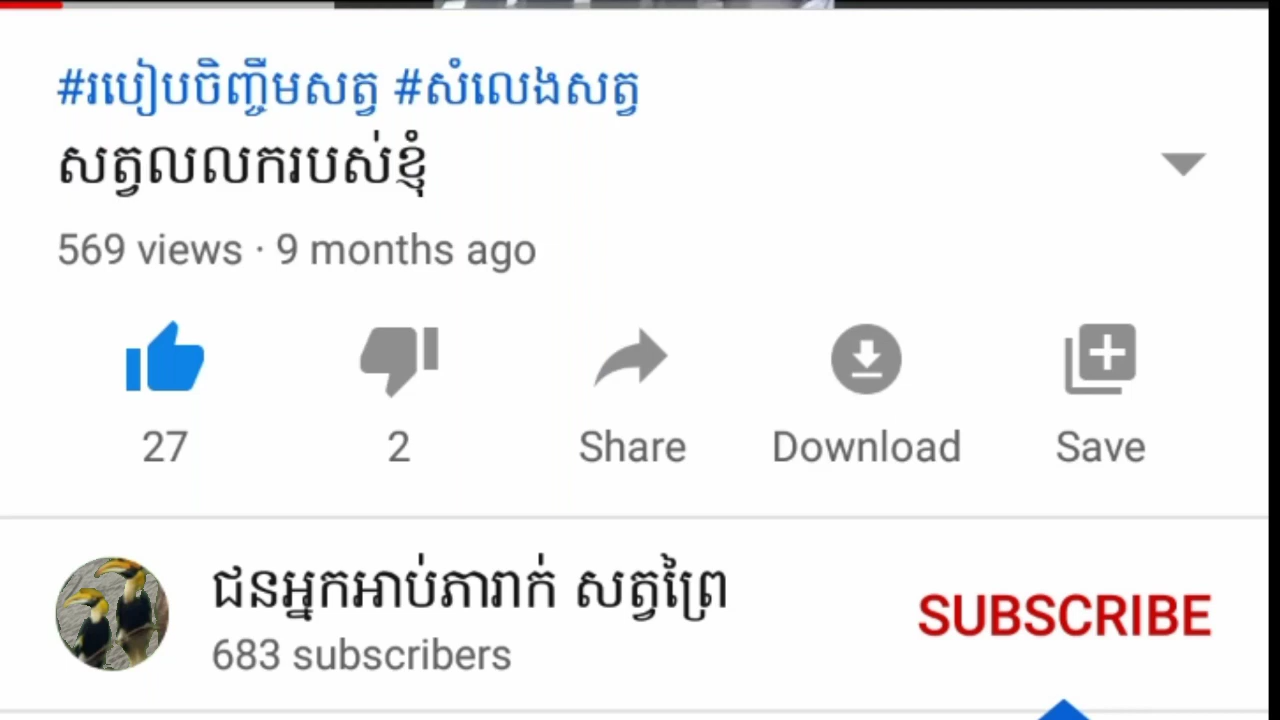 #របៀបចិញ្ចឹមសត្វ #សំលេងសត្វ
សត្វលលករបស់ខ្ញុំ
569 views · 9 months ago
27
2
Share
Download
Save
ជនអ្នកអាប់ភារាក់ សត្វព្រៃ
683 subscribers
SUBSCRIBE